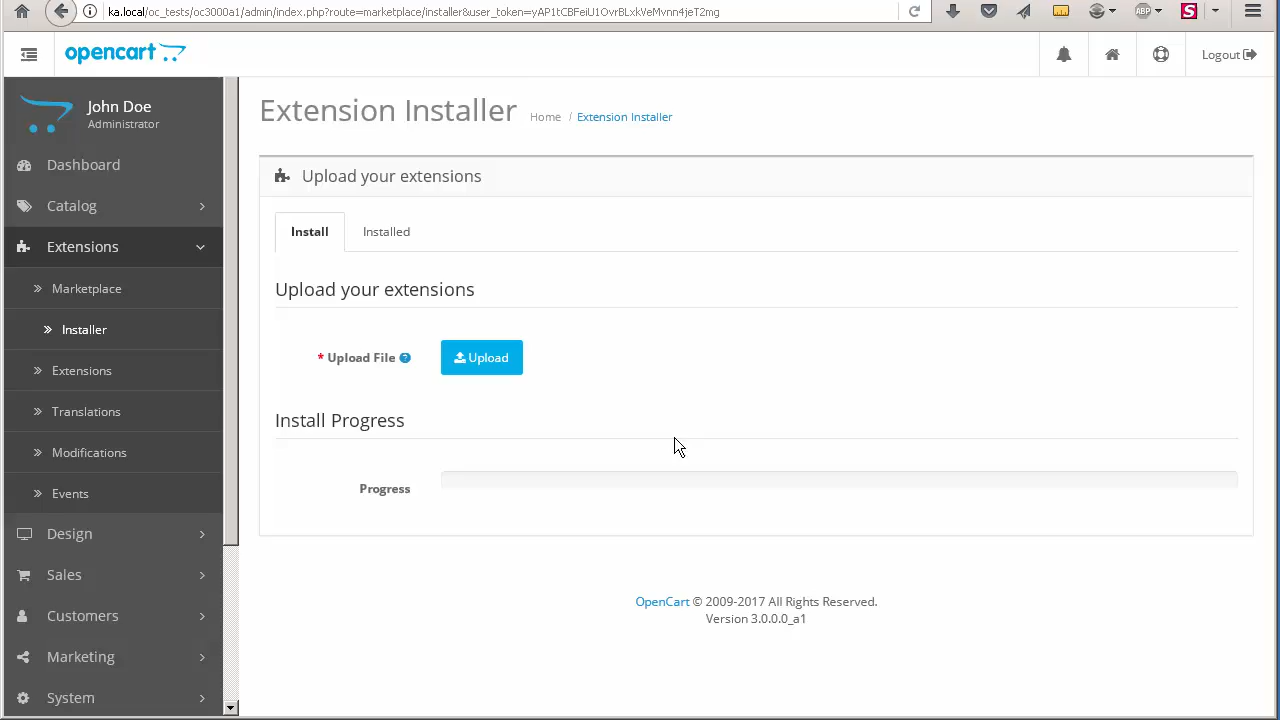 ka.local/oc_tests/oc3000a1/admin/index.php?route=marketplace/installer&user_token=yAP1tCBFeiU1OvrBLxkVeMvnn4jeT2mg
ABP
S
opencart
Logout
John Doe
Administrator
Dashboard
Catalog
Extensions
Marketplace
Installer
Extensions
Translations
Modifications
Events
Design
Sales
Customers
Marketing
System
Extension Installer
Home / Extension Installer
Upload your extensions
Install
Installed
Upload your extensions
* Upload File ?
Upload
Install Progress
Progress
OpenCart © 2009-2017 All Rights Reserved.
Version 3.0.0.0_a1